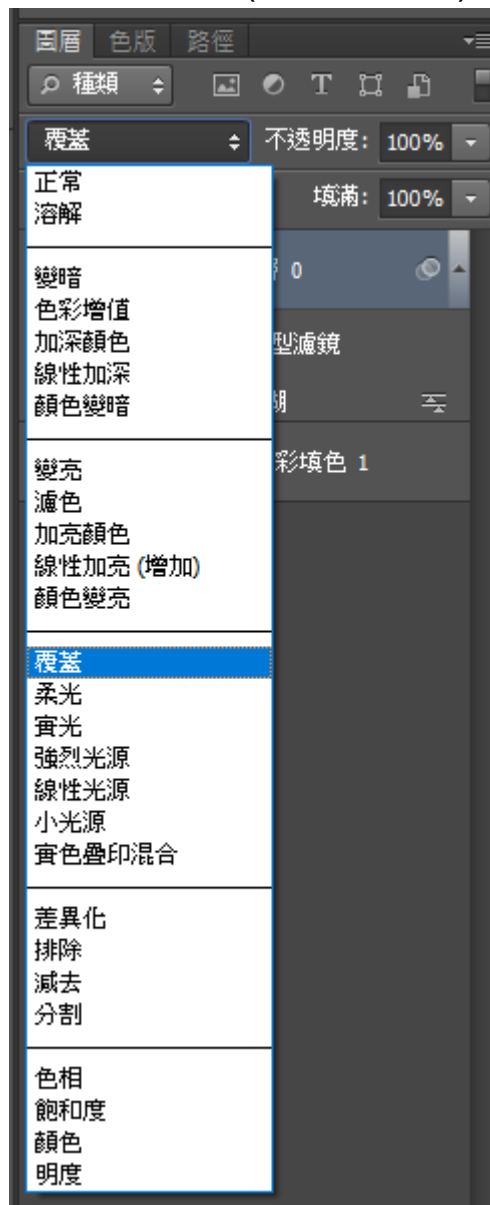 圖層 色版 路徑
種類 T
覆蓋 不透明度: 100%
正常 填滿: 100%
溶解
變暗 0
色彩增值
加深顏色 型濾鏡
線性加深
顏色變暗
變亮 彩填色 1
濾色
加亮顏色
線性加亮 (增加)
顏色變亮
覆蓋
柔光
實光
強烈光源
線性光源
小光源
實色疊印混合
差異化
排除
減去
分割
色相
飽和度
顏色
明度